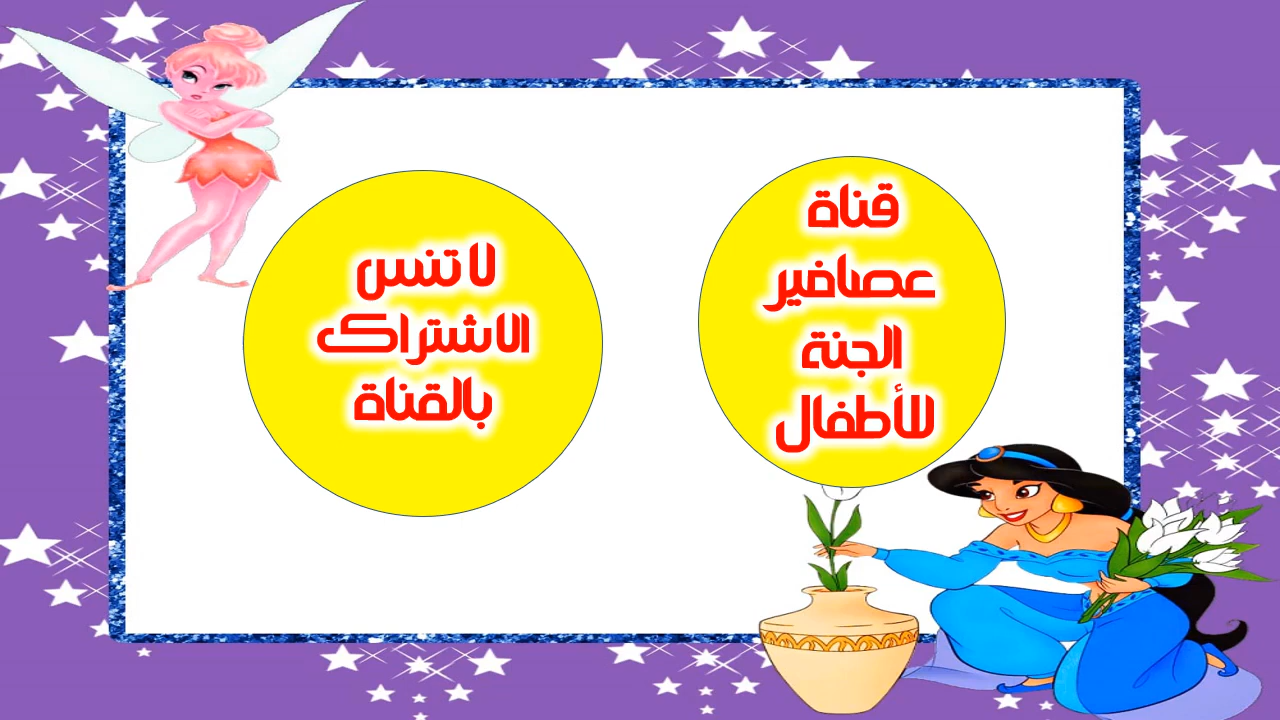 قناة
عصافير
الجنة
للأطفال
لا تنس
الاشتراك
بالقناة